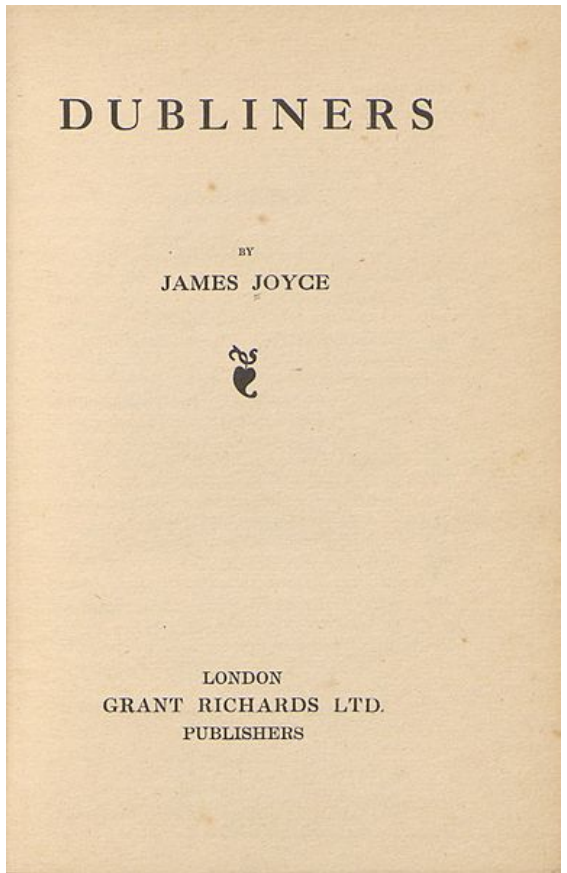 DUBLINERS
BY
JAMES JOYCE
LONDON
GRANT RICHARDS LTD.
PUBLISHERS